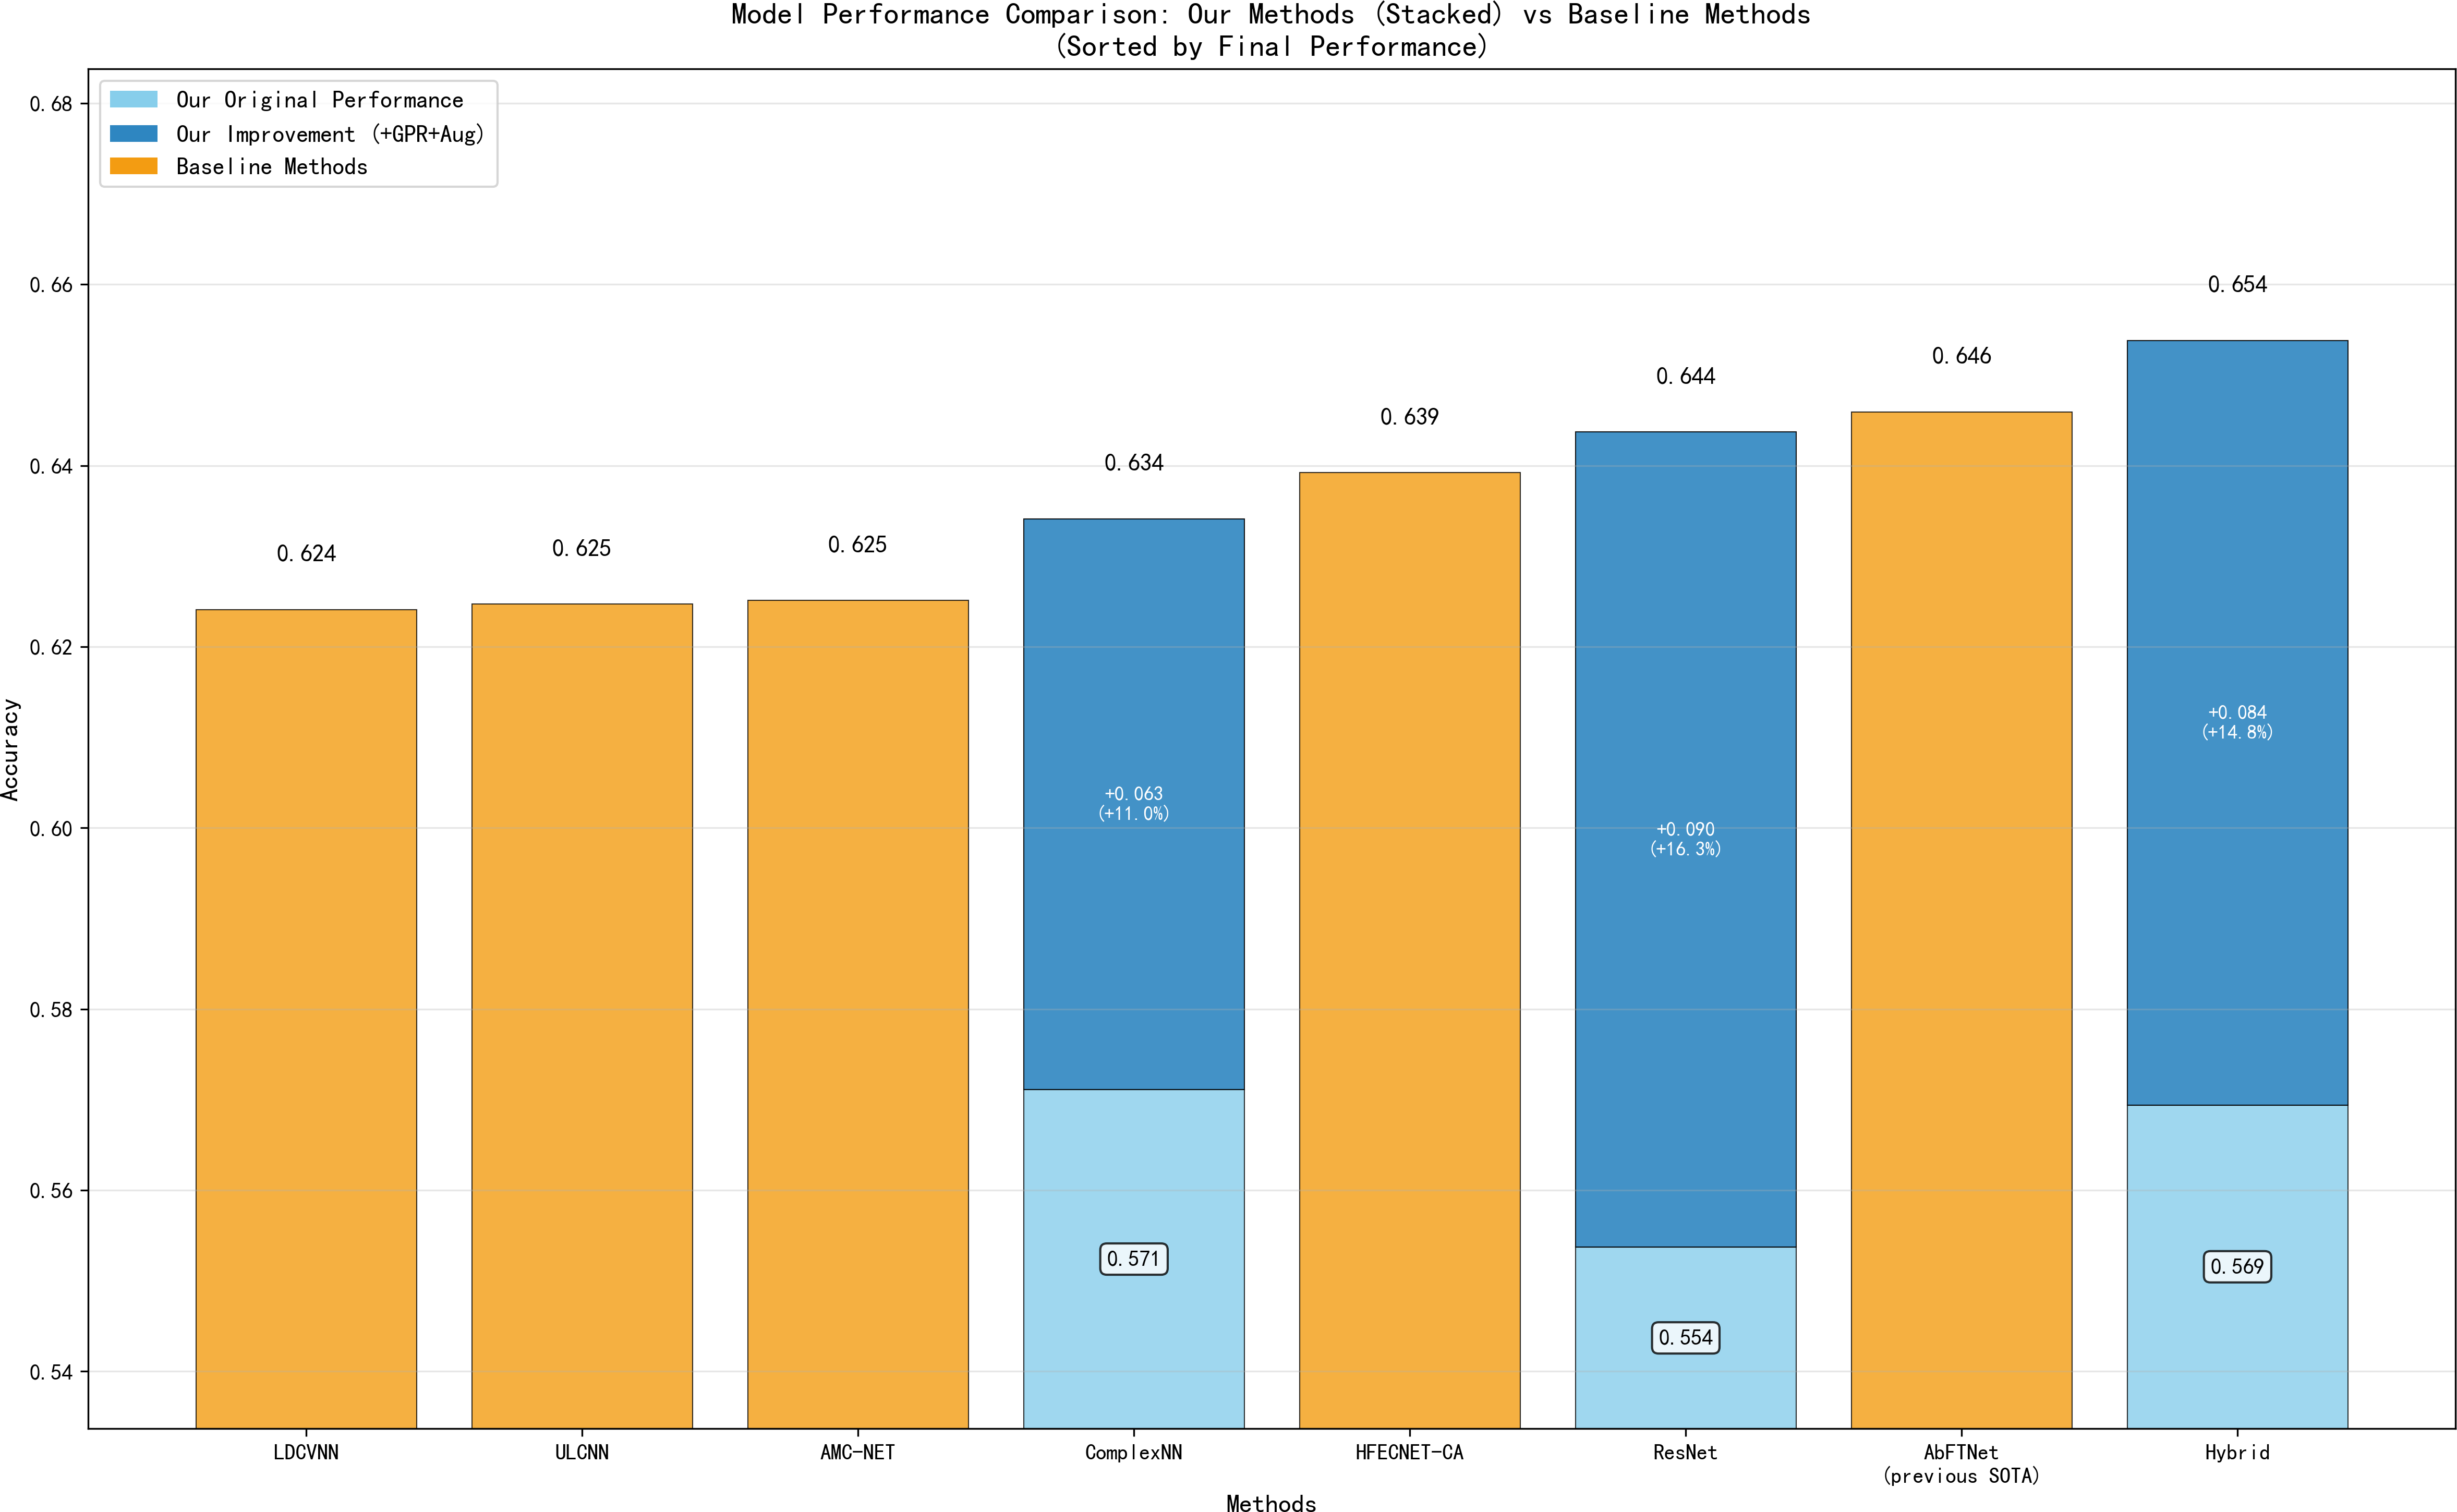 Model Performance Comparison: Our Methods (Stacked) vs Baseline Methods
(Sorted by Final Performance)
Our Original Performance
Our Improvement (+GPR+Aug)
Baseline Methods
0.68
0.66
0.64
0.62
0.60
0.58
0.56
0.54
Accuracy
0.624
0.625
0.625
0.634
+0.063
(+11.0%)
0.571
0.639
0.644
+0.090
(+16.3%)
0.554
0.646
0.654
+0.084
(+14.8%)
0.569
LDCVNN
ULCNN
AMC-NET
ComplexNN
HFECNET-CA
ResNet
AbFTNet
(previous SOTA)
Hybrid
Methods